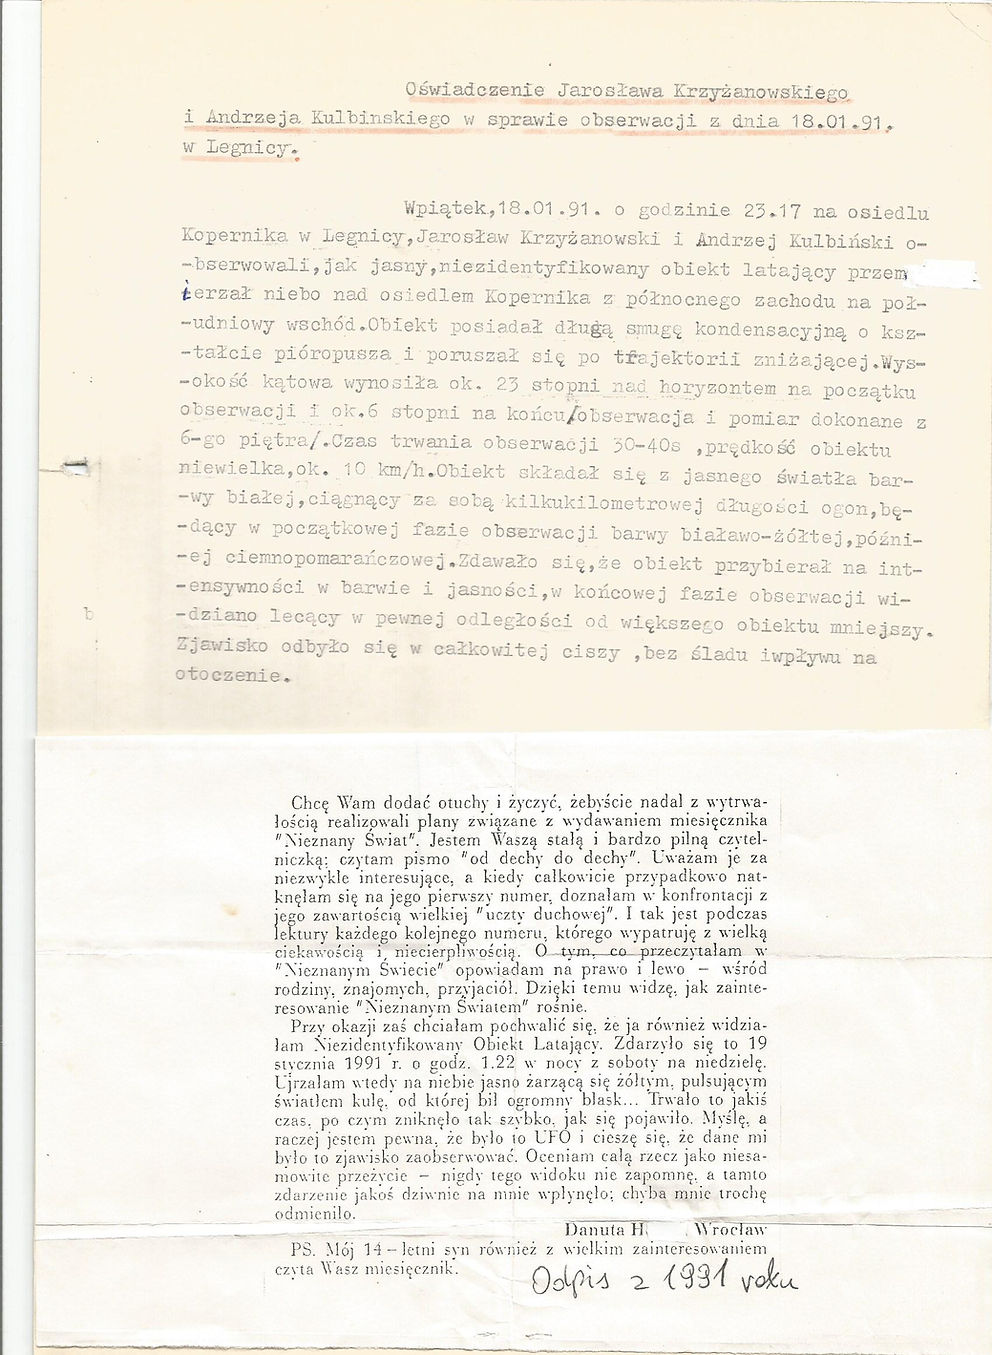 Oświadczenie Jarosława Krzyżanowskiego
i Andrzeja Kulbinskiego w sprawie obserwacji z dnia 18.01.91.
w Legnicy.
Wpiątek,18.01.91. o godzinie 23.17 na osiedlu
Kopernika w Legnicy,Jarosław Krzyżanowski i Andrzej Kulbiński o-
-bserwowali,jak jasny,niezidentyfikowany obiekt latający przem
ierzał niebo nad osiedlem Kopernika z północnego zachodu na poł-
-udniowy wschód.Obiekt posiadał długą smugę kondensacyjną o ksz-
-tałcie pióropusza i poruszał się po trajektorii zniżającej.Wys-
-okość kątowa wynosiła ok. 23 stopni nad horyzontem na początku
obserwacji i ok.6 stopni na końcu/obserwacja i pomiar dokonane z
6-go piętra/.Czas trwania obserwacji 30-40s ,prędkość obiektu
niewielka,ok. 10 km/h.Obiekt składał się z jasnego światła bar-
-wy białej,ciągnący za sobą kilkukilometrowej długości ogon,bę-
-dący w początkowej fazie obserwacji barwy białawo-żółtej,późni-
-ej ciemnopomarańczowej.Zdawało się,że obiekt przybierał na int-
-ensywności w barwie i jasności,w końcowej fazie obserwacji wi-
-dziano lecący w pewnej odległości od większego obiektu mniejszy.
Zjawisko odbyło się w całkowitej ciszy ,bez śladu iwpływu na
otoczenie.
Chcę Wam dodać otuchy i życzyć, żebyście nadal z wytrwa-
łością realizowali plany związane z wydawaniem miesięcznika
"Nieznany Świat". Jestem Waszą stałą i bardzo pilną czytel-
niczką; czytam pismo "od dechy do dechy". Uważam je za
niezwykle interesujące, a kiedy całkowicie przypadkowo nat-
knęłam się na jego pierwszy numer, doznałam w konfrontacji z
jego zawartością wielkiej "uczty duchowej". I tak jest podczas
lektury każdego kolejnego numeru, którego wypatruję z wielką
ciekawością i niecierpliwością. O tym, co przeczytałam w
"Nieznanym Świecie" opowiadam na prawo i lewo – wśród
rodziny, znajomych, przyjaciół. Dzięki temu widzę, jak zainte-
resowanie "Nieznanym Światem" rośnie.
Przy okazji zaś chciałam pochwalić się, że ja również widzia-
łam Niezidentyfikowany Obiekt Latający. Zdarzyło się to 19
stycznia 1991 r. o godz. 1.22 w nocy z soboty na niedzielę.
Ujrzałam wtedy na niebie jasno żarzącą się żółtym, pulsującym
światłem kulę, od której bił ogromny blask... Trwało to jakiś
czas, po czym zniknęło tak szybko, jak się pojawiło. Myślę, a
raczej jestem pewna, że było to UFO i cieszę się, że dane mi
było to zjawisko zaobserwować. Oceniam całą rzecz jako niesa-
mowite przeżycie – nigdy tego widoku nie zapomnę, a tamto
zdarzenie jakoś dziwnie na mnie wpłynęło; chyba mnie trochę
odmieniło.
Danuta H. Wrocław
PS. Mój 14 – letni syn również z wielkim zainteresowaniem
czyta Wasz miesięcznik.
Odpis z 1991 roku